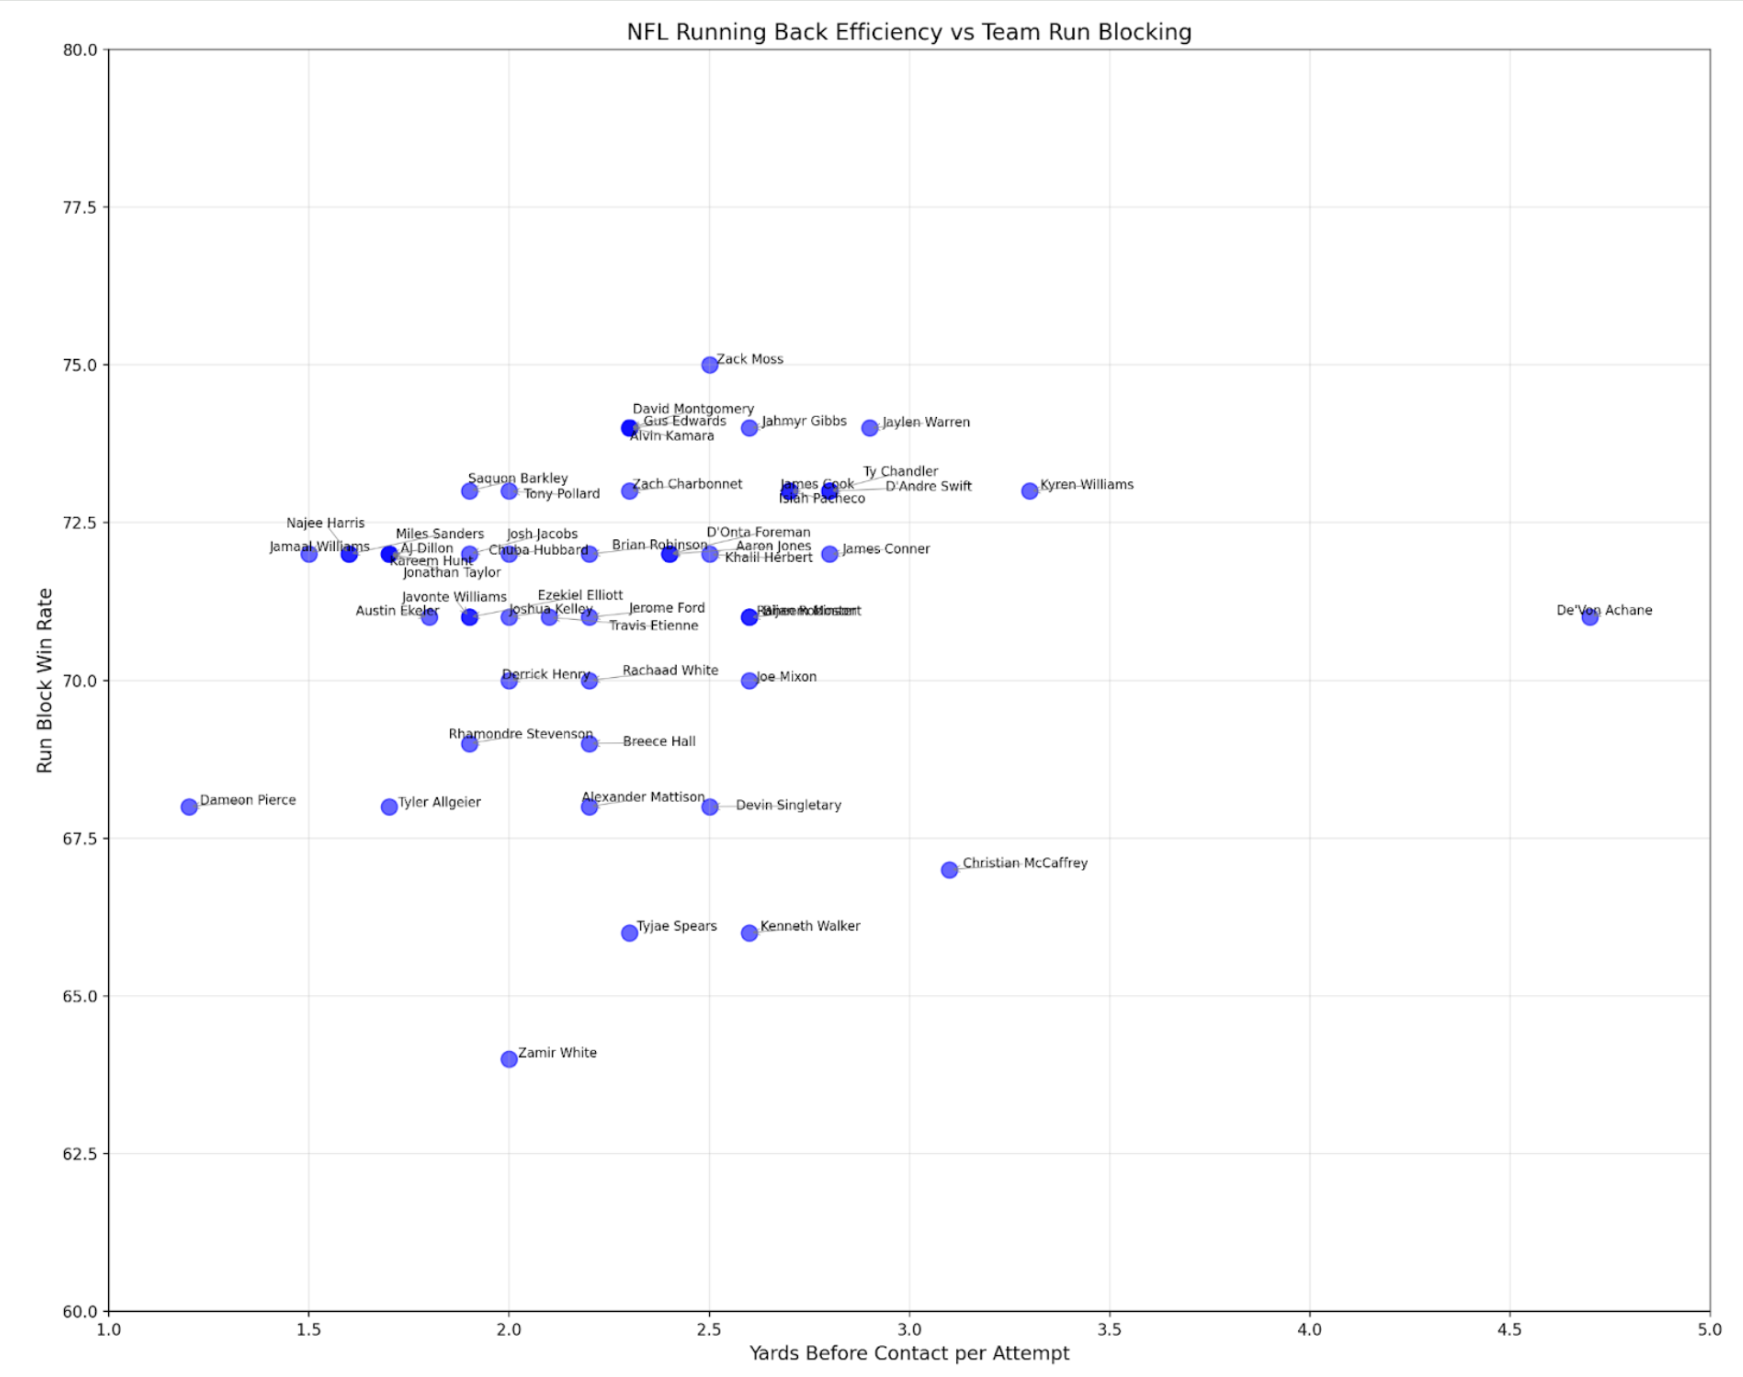 NFL Running Back Efficiency vs Team Run Blocking
80.0
77.5
75.0
72.5
70.0
67.5
65.0
62.5
60.0
Run Block Win Rate
Zack Moss
David Montgomery
Gus Edwards
Alvin Kamara
Jahmyr Gibbs
Jaylen Warren
Saquon Barkley
Tony Pollard
Zach Charbonnet
James Cook
Isiah Pacheco
Ty Chandler
D'Andre Swift
Kyren Williams
Najee Harris
Jamaal Williams
Miles Sanders
AJ Dillon
Kareem Hunt
Jonathan Taylor
Josh Jacobs
Chuba Hubbard
Brian Robinson
D'Onta Foreman
Aaron Jones
Khalil Herbert
James Conner
Javonte Williams
Austin Ekeler
Ezekiel Elliott
Joshua Kelley
Jerome Ford
Travis Etienne
De'Von Achane
Derrick Henry
Rachaad White
Joe Mixon
Rhamondre Stevenson
Breece Hall
Dameon Pierce
Tyler Allgeier
Alexander Mattison
Devin Singletary
Christian McCaffrey
Tyjae Spears
Kenneth Walker
Zamir White
1.0
1.5
2.0
2.5
3.0
3.5
4.0
4.5
5.0
Yards Before Contact per Attempt